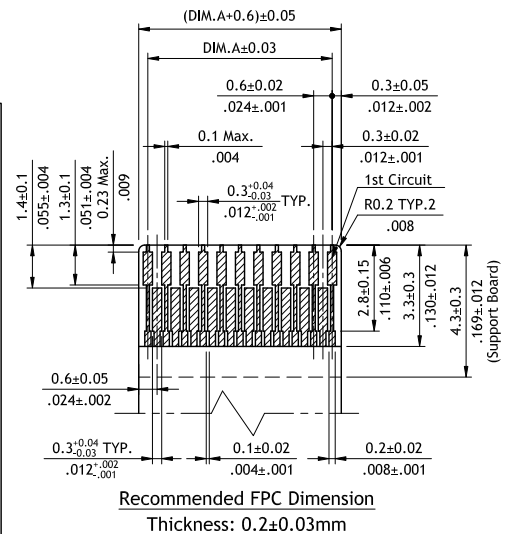 (DIM.A+0.6)±0.05
DIM.A±0.03
0.6±0.02
.024±.001
0.3±0.05
.012±.002
0.1 Max.
.004
0.3±0.02
.012±.001
1.4±0.1
.055±.004
1.3±0.1
.051±.004
0.23 Max.
.009
0.3+0.04-0.03 TYP.
.012+.002-.001
1st Circuit
R0.2 TYP.2
.008
2.8±0.15
.110±.006
3.3±0.3
.130±.012
4.3±0.3
.169±.012
(Support Board)
0.6±0.05
.024±.002
0.3+0.04-0.03 TYP.
.012+.002-.001
0.1±0.02
.004±.001
0.2±0.02
.008±.001
Recommended FPC Dimension
Thickness: 0.2±0.03mm